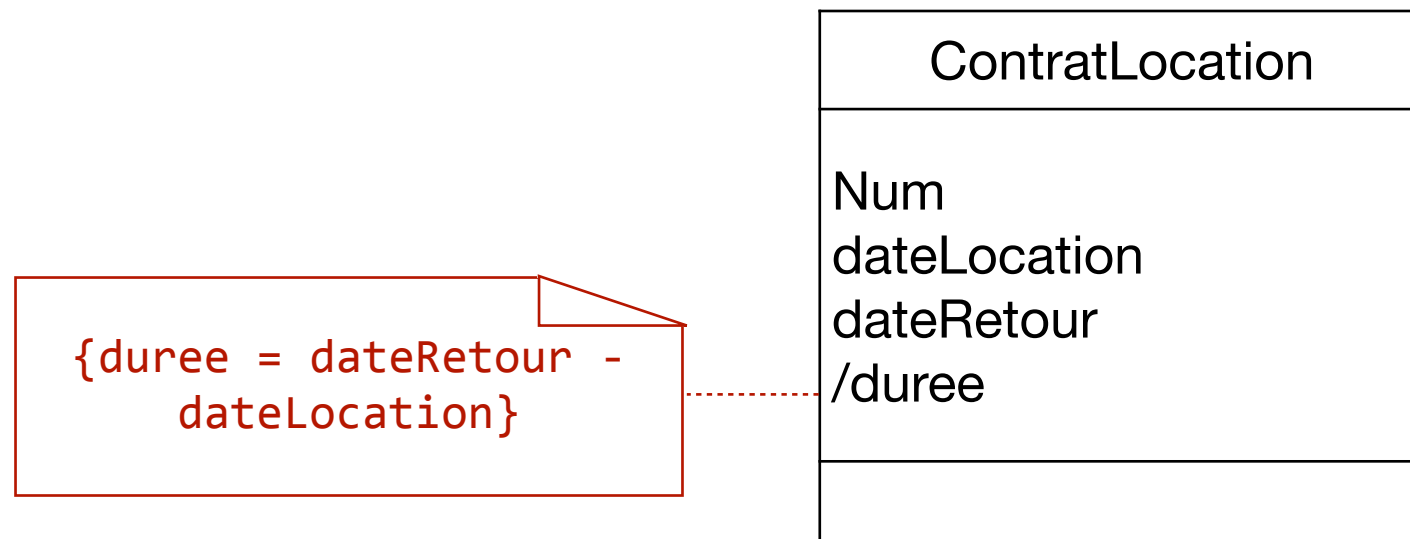 ContratLocation
Num
dateLocation
dateRetour
/duree
{duree = dateRetour -
dateLocation}